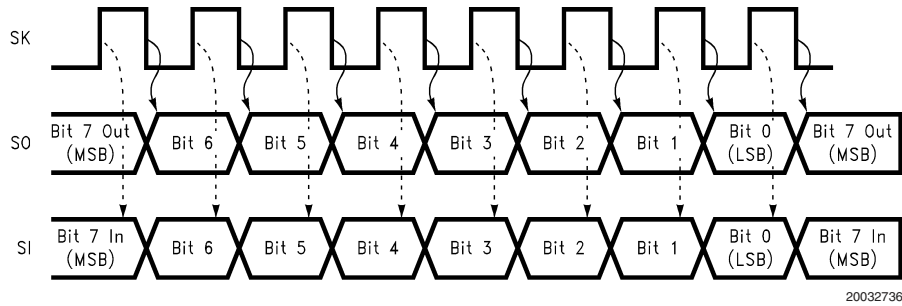 SK
SO
Bit 7 Out
(MSB)
Bit 6
Bit 5
Bit 4
Bit 3
Bit 2
Bit 1
Bit 0
(LSB)
Bit 7 Out
(MSB)
SI
Bit 7 In
(MSB)
Bit 6
Bit 5
Bit 4
Bit 3
Bit 2
Bit 1
Bit 0
(LSB)
Bit 7 In
(MSB)
20032736